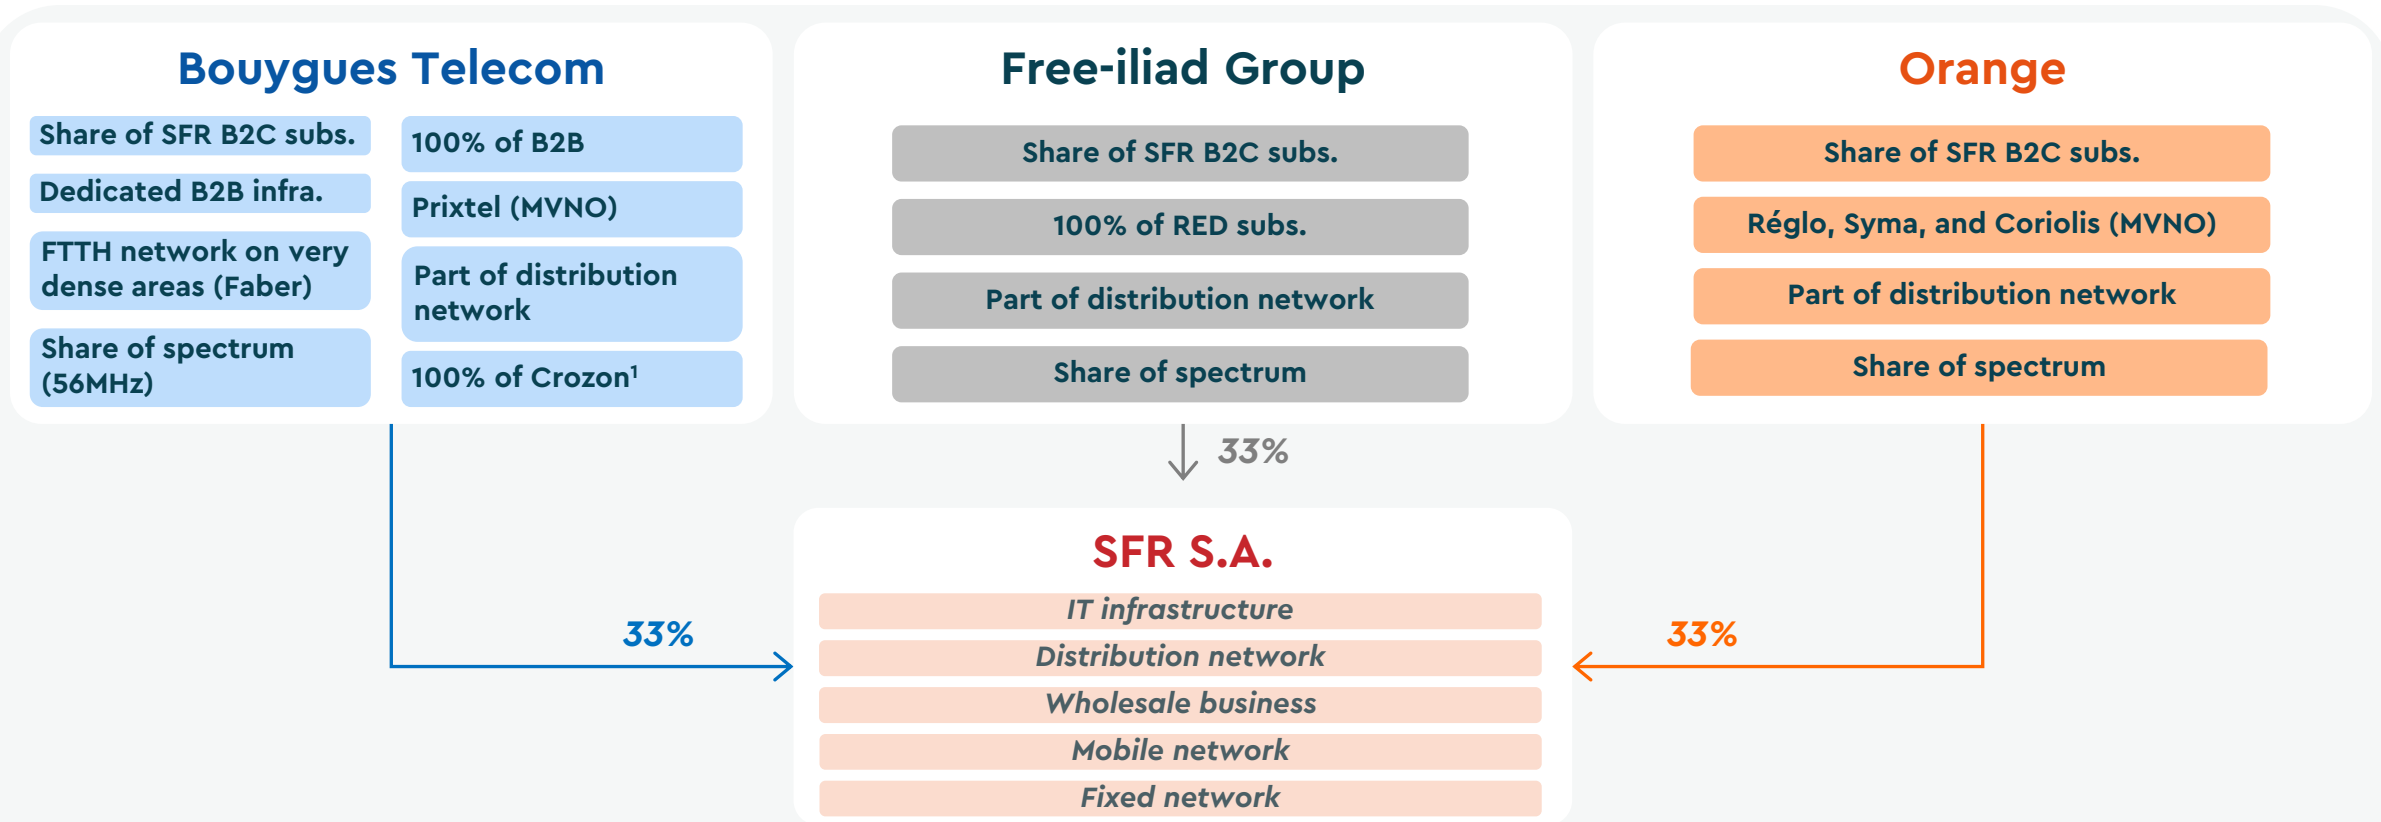 Bouygues Telecom
Share of SFR B2C subs.
Dedicated B2B infra.
FTTH network on very
dense areas (Faber)
Share of spectrum
(56MHz)
100% of B2B
Prixtel (MVNO)
Part of distribution
network
100% of Crozon¹
Free-iliad Group
Share of SFR B2C subs.
100% of RED subs.
Part of distribution network
Share of spectrum
Orange
Share of SFR B2C subs.
Réglo, Syma, and Coriolis (MVNO)
Part of distribution network
Share of spectrum
33%
33%
33%
SFR S.A.
IT infrastructure
Distribution network
Wholesale business
Mobile network
Fixed network